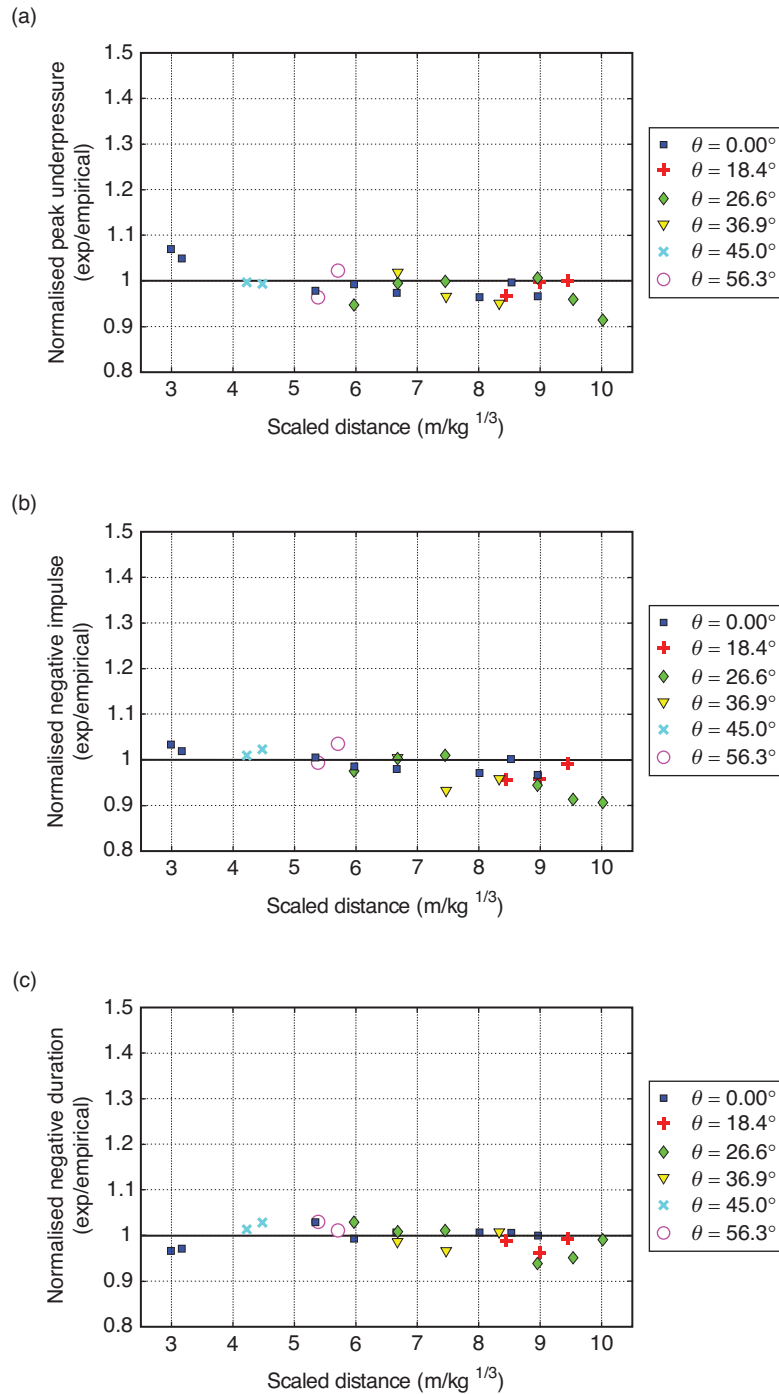 (a)
1.5
1.4
1.3
1.2
1.1
1
0.9
0.8
Normalised peak underpressure
(exp/empirical)
3 4 5 6 7 8 9 10
Scaled distance (m/kg 1/3)
θ = 0.00°
θ = 18.4°
θ = 26.6°
θ = 36.9°
θ = 45.0°
θ = 56.3°
(b)
1.5
1.4
1.3
1.2
1.1
1
0.9
0.8
Normalised negative impulse
(exp/empirical)
3 4 5 6 7 8 9 10
Scaled distance (m/kg 1/3)
θ = 0.00°
θ = 18.4°
θ = 26.6°
θ = 36.9°
θ = 45.0°
θ = 56.3°
(c)
1.5
1.4
1.3
1.2
1.1
1
0.9
0.8
Normalised negative duration
(exp/empirical)
3 4 5 6 7 8 9 10
Scaled distance (m/kg 1/3)
θ = 0.00°
θ = 18.4°
θ = 26.6°
θ = 36.9°
θ = 45.0°
θ = 56.3°